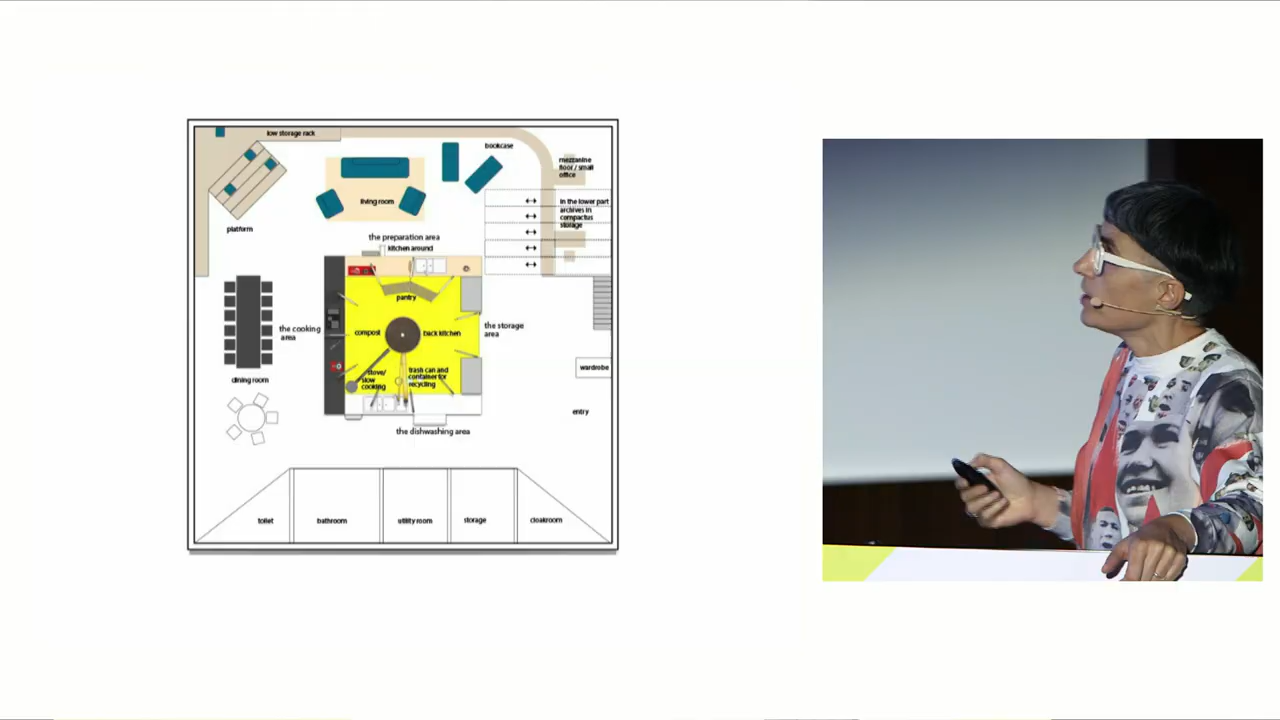 low storage rack
bookcase
mezzanine
floor / small
office
living room
In the lower part
archives in
compactus
storage
platform
the preparation area
kitchen around
pantry
the cooking
area
compost
back kitchen
the storage
area
stove/
slow
cooking
trash can and
container for
recycling
dining room
wardrobe
entry
the dishwashing area
toilet
bathroom
utility room
storage
cloakroom